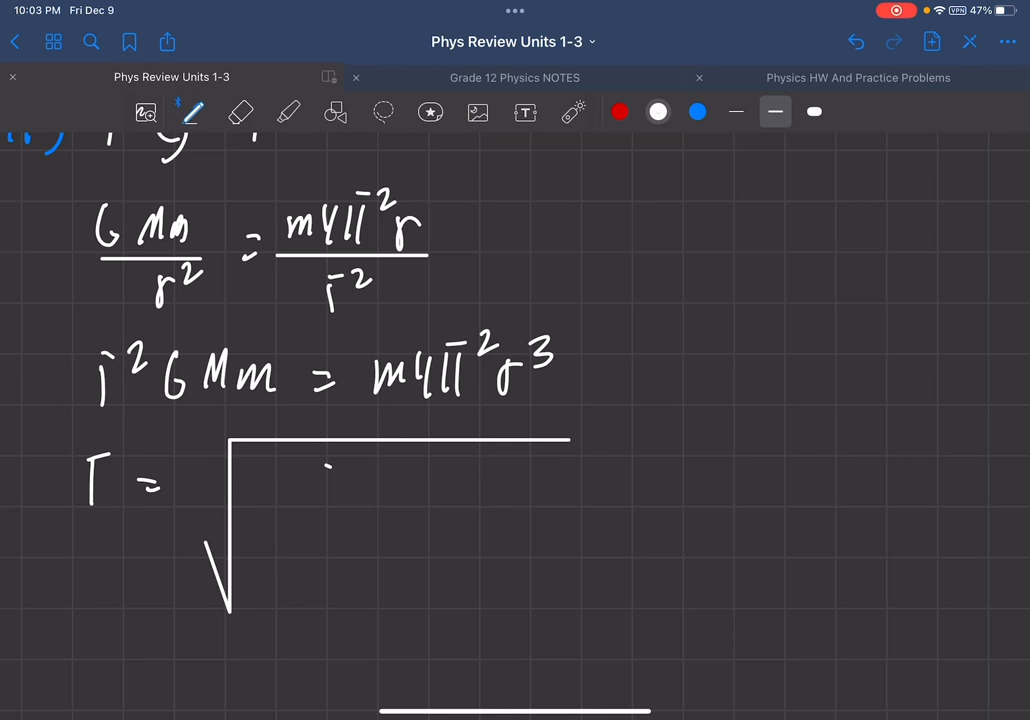 10:03 PM Fri Dec 9
VPN 47%
Phys Review Units 1-3
Phys Review Units 1-3
Grade 12 Physics NOTES
Physics HW And Practice Problems
T
GMm/r² = m4π²r/T²
T²GMm = m4π²r³
T = √